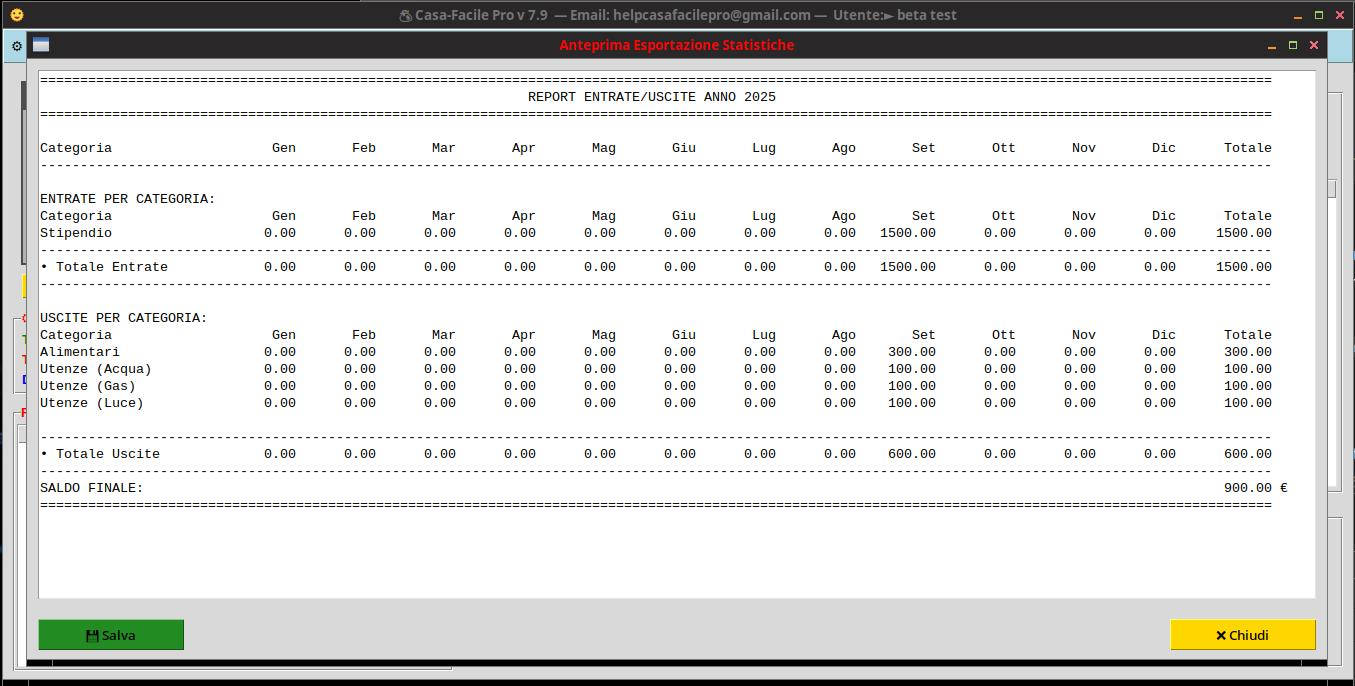 Casa-Facile Pro v 7.9 — Email: helpcasafacilepro@gmail.com — Utente:► beta test
Anteprima Esportazione Statistiche
REPORT ENTRATE/USCITE ANNO 2025
Categoria Gen Feb Mar Apr Mag Giu Lug Ago Set Ott Nov Dic Totale
ENTRATE PER CATEGORIA:
Categoria Gen Feb Mar Apr Mag Giu Lug Ago Set Ott Nov Dic Totale
Stipendio 0.00 0.00 0.00 0.00 0.00 0.00 0.00 0.00 1500.00 0.00 0.00 0.00 1500.00
• Totale Entrate 0.00 0.00 0.00 0.00 0.00 0.00 0.00 0.00 1500.00 0.00 0.00 0.00 1500.00
USCITE PER CATEGORIA:
Categoria Gen Feb Mar Apr Mag Giu Lug Ago Set Ott Nov Dic Totale
Alimentari 0.00 0.00 0.00 0.00 0.00 0.00 0.00 0.00 300.00 0.00 0.00 0.00 300.00
Utenze (Acqua) 0.00 0.00 0.00 0.00 0.00 0.00 0.00 0.00 100.00 0.00 0.00 0.00 100.00
Utenze (Gas) 0.00 0.00 0.00 0.00 0.00 0.00 0.00 0.00 100.00 0.00 0.00 0.00 100.00
Utenze (Luce) 0.00 0.00 0.00 0.00 0.00 0.00 0.00 0.00 100.00 0.00 0.00 0.00 100.00
• Totale Uscite 0.00 0.00 0.00 0.00 0.00 0.00 0.00 0.00 600.00 0.00 0.00 0.00 600.00
SALDO FINALE: 900.00 €
Salva
Chiudi